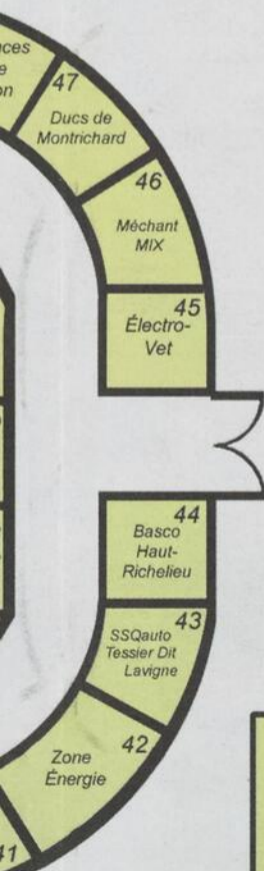 47
Ducs de
Montrichard
46
Méchant
MIX
45
Électro-
Vet
44
Basco
Haut-
Richelieu
43
SSQauto
Tessier Dit
Lavigne
42
Zone
Énergie